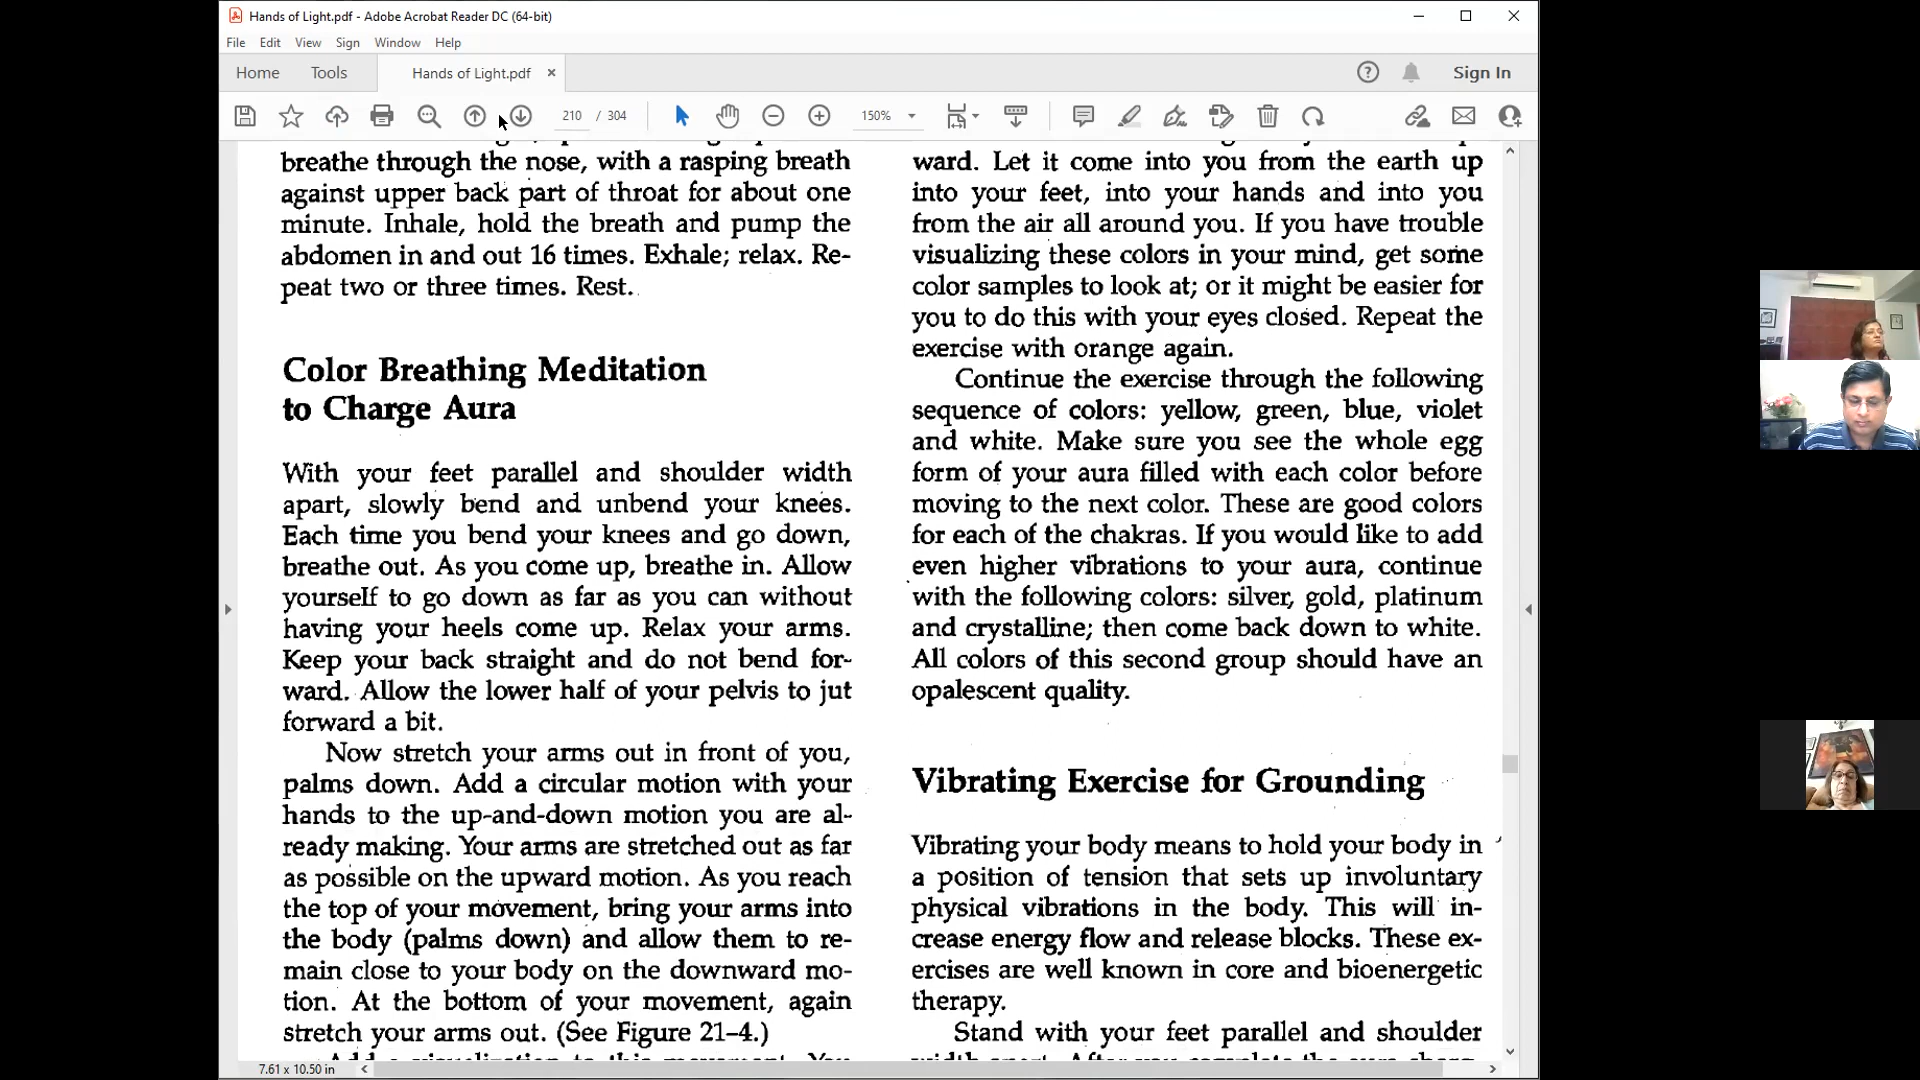 Hands of Light.pdf - Adobe Acrobat Reader DC (64-bit)
File Edit View Sign Window Help
Home Tools Hands of Light.pdf Sign In
210 / 304 150%
breathe through the nose, with a rasping breath
against upper back part of throat for about one
minute. Inhale, hold the breath and pump the
abdomen in and out 16 times. Exhale; relax. Re-
peat two or three times. Rest.
Color Breathing Meditation
to Charge Aura
With your feet parallel and shoulder width
apart, slowly bend and unbend your knees.
Each time you bend your knees and go down,
breathe out. As you come up, breathe in. Allow
yourself to go down as far as you can without
having your heels come up. Relax your arms.
Keep your back straight and do not bend for-
ward. Allow the lower half of your pelvis to jut
forward a bit.
Now stretch your arms out in front of you,
palms down. Add a circular motion with your
hands to the up-and-down motion you are al-
ready making. Your arms are stretched out as far
as possible on the upward motion. As you reach
the top of your movement, bring your arms into
the body (palms down) and allow them to re-
main close to your body on the downward mo-
tion. At the bottom of your movement, again
stretch your arms out. (See Figure 21–4.)
Add a visualization to this movement. You
ward. Let it come into you from the earth up
into your feet, into your hands and into you
from the air all around you. If you have trouble
visualizing these colors in your mind, get some
color samples to look at; or it might be easier for
you to do this with your eyes closed. Repeat the
exercise with orange again.
Continue the exercise through the following
sequence of colors: yellow, green, blue, violet
and white. Make sure you see the whole egg
form of your aura filled with each color before
moving to the next color. These are good colors
for each of the chakras. If you would like to add
even higher vibrations to your aura, continue
with the following colors: silver, gold, platinum
and crystalline; then come back down to white.
All colors of this second group should have an
opalescent quality.
Vibrating Exercise for Grounding
Vibrating your body means to hold your body in
a position of tension that sets up involuntary
physical vibrations in the body. This will in-
crease energy flow and release blocks. These ex-
ercises are well known in core and bioenergetic
therapy.
Stand with your feet parallel and shoulder
7.61 x 10.50 in